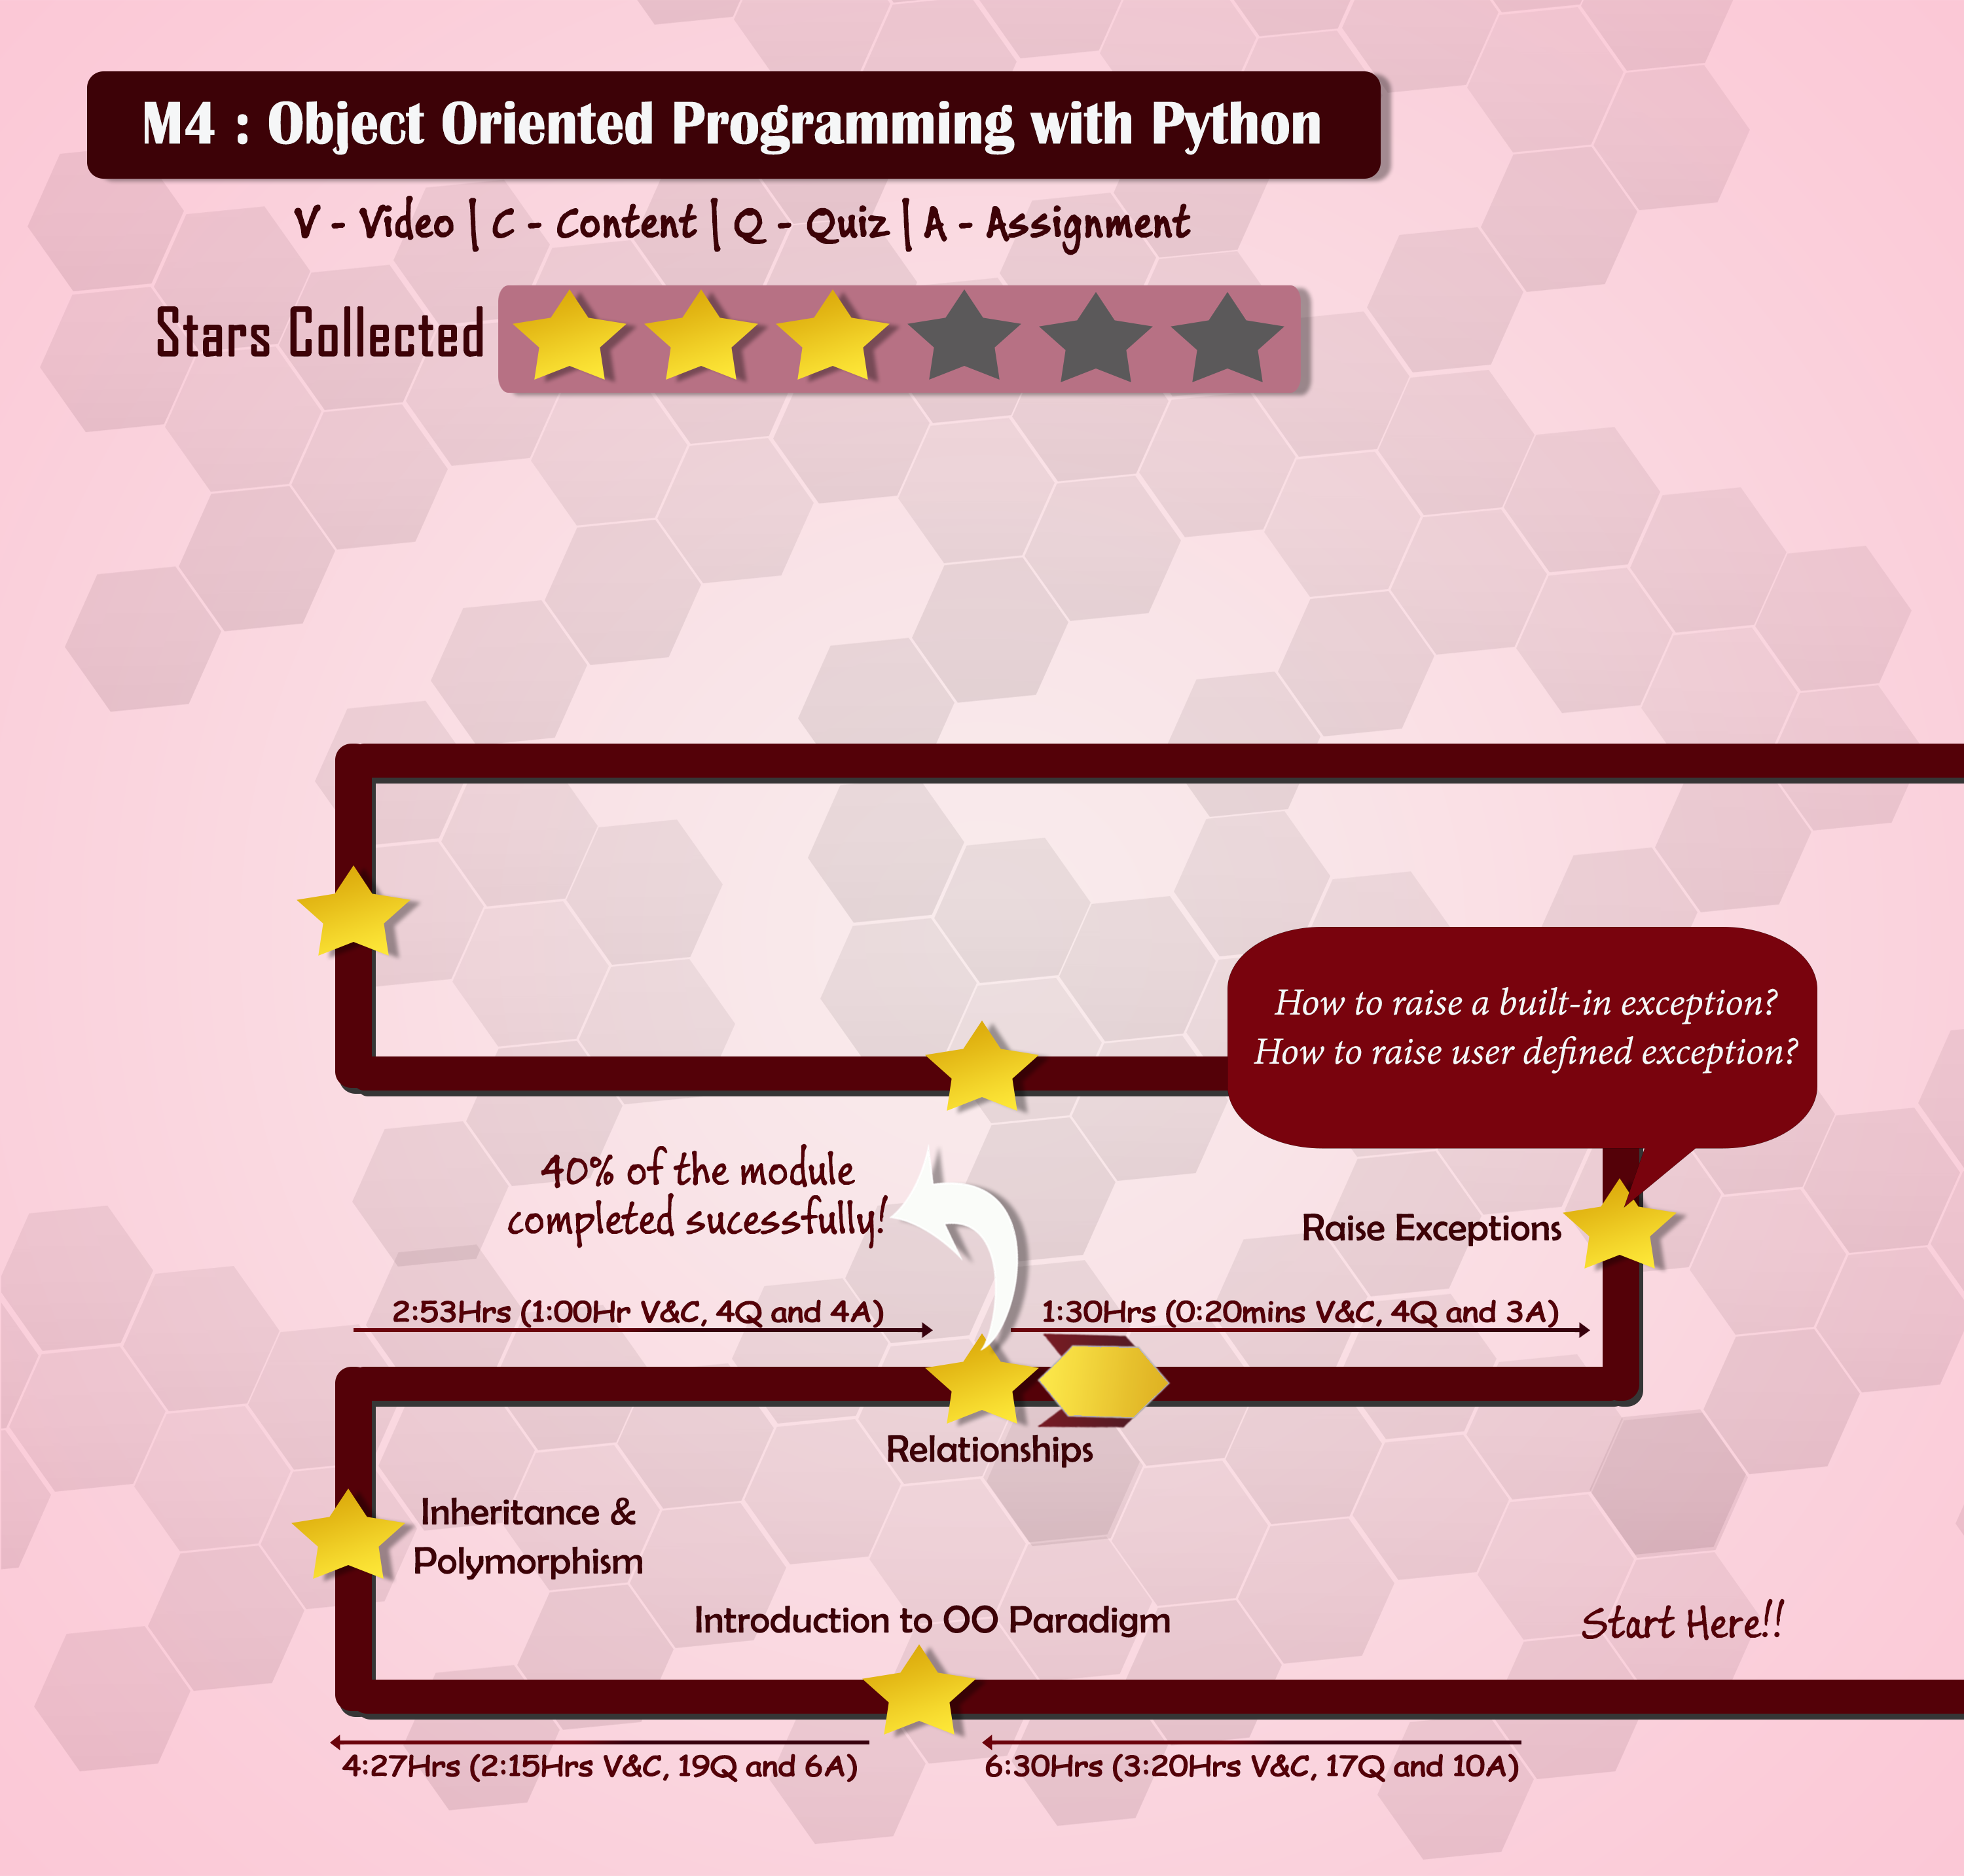 M4 : Object Oriented Programming with Python
V - Video | C - Content | Q - Quiz | A - Assignment
Stars Collected
How to raise a built-in exception?
How to raise user defined exception?
40% of the module
completed sucessfully!
Raise Exceptions
2:53Hrs (1:00Hr V&C, 4Q and 4A)
1:30Hrs (0:20mins V&C, 4Q and 3A)
Relationships
Inheritance &
Polymorphism
Introduction to OO Paradigm
Start Here!!
4:27Hrs (2:15Hrs V&C, 19Q and 6A)
6:30Hrs (3:20Hrs V&C, 17Q and 10A)